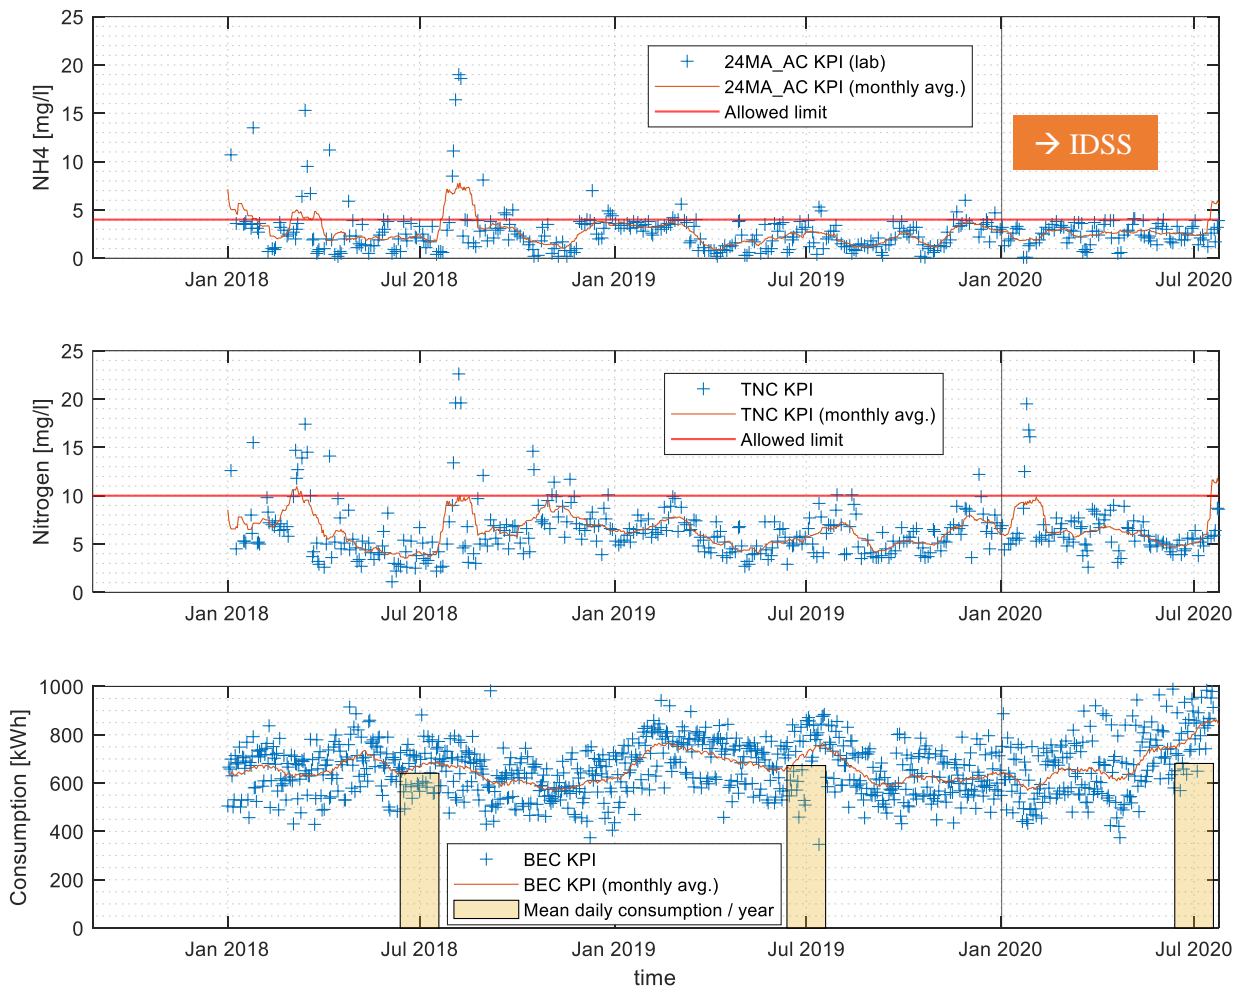 25
20
15
10
5
0
NH4 [mg/l]
24MA_AC KPI (lab)
24MA_AC KPI (monthly avg.)
Allowed limit
→ IDSS
Jan 2018 Jul 2018 Jan 2019 Jul 2019 Jan 2020 Jul 2020
25
20
15
10
5
0
Nitrogen [mg/l]
TNC KPI
TNC KPI (monthly avg.)
Allowed limit
Jan 2018 Jul 2018 Jan 2019 Jul 2019 Jan 2020 Jul 2020
1000
800
600
400
200
0
Consumption [kWh]
BEC KPI
BEC KPI (monthly avg.)
Mean daily consumption / year
Jan 2018 Jul 2018 Jan 2019 Jul 2019 Jan 2020 Jul 2020
time